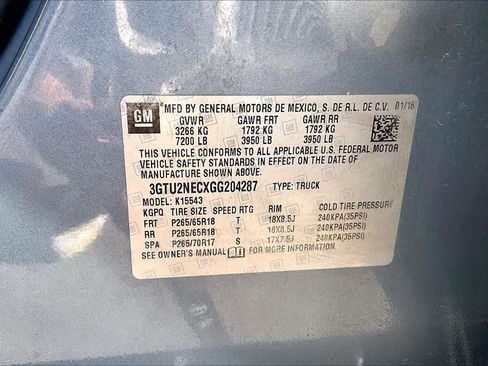 GM MFD BY GENERAL MOTORS DE MEXICO, S. DE R.L. DE C.V. 01/16
GVWR GAWR FRT GAWR RR
3266 KG 1792 KG 1792 KG
7200 LB 3950 LB 3950 LB
THIS VEHICLE CONFORMS TO ALL APPLICABLE U.S. FEDERAL MOTOR
VEHICLE SAFETY STANDARDS IN EFFECT ON THE DATE OF
MANUFACTURE SHOWN ABOVE.
3GTU2NECXGG204287 TYPE: TRUCK
MODEL: K15543
KGPQ TIRE SIZE SPEED RTG RIM COLD TIRE PRESSURE
FRT P265/65R18 T 18X8.5J 240KPA(35PSI)
RR P265/65R18 T 18X8.5J 240KPA(35PSI)
SPA P265/70R17 S 17X7.5J 240KPA(35PSI)
SEE OWNER'S MANUAL FOR MORE INFORMATION.